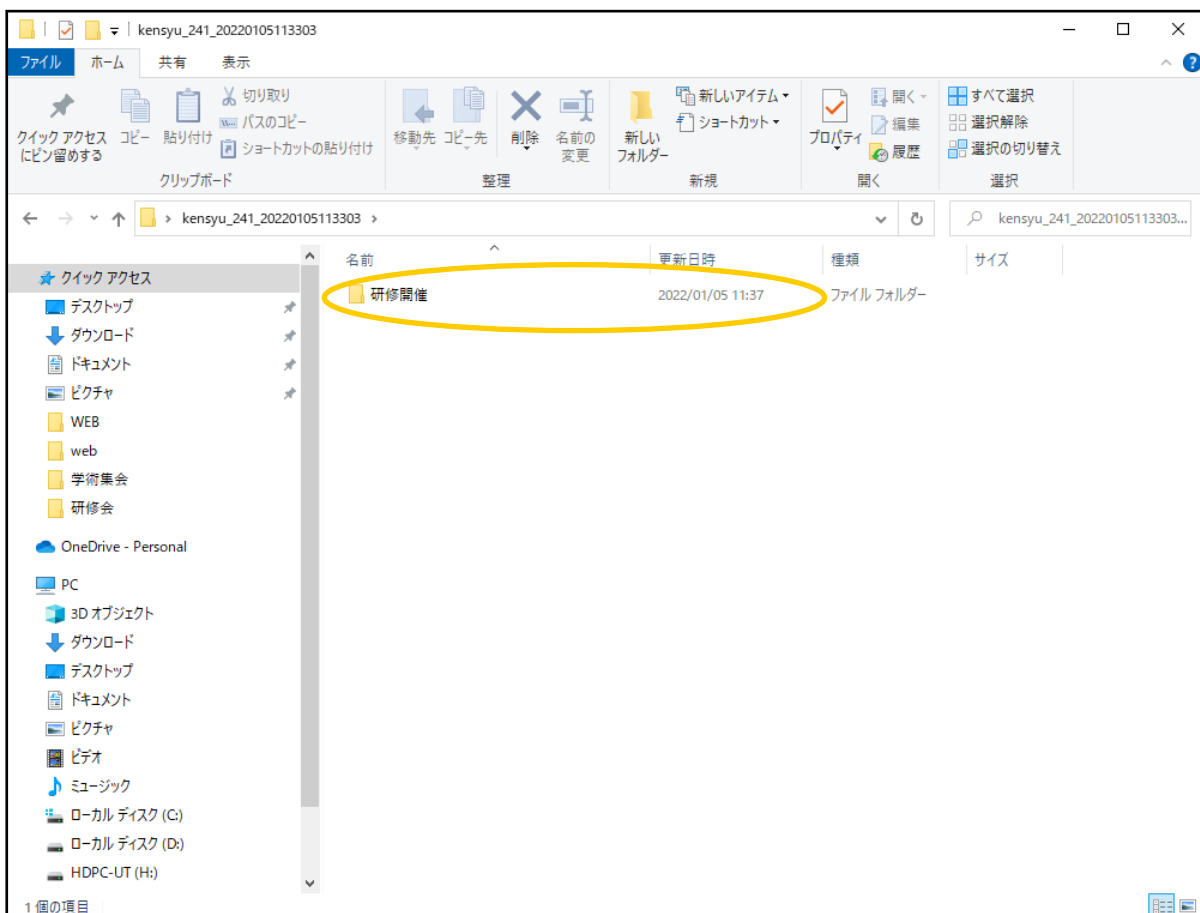 kensyu_241_20220105113303
ファイル ホーム 共有 表示
クイック アクセス
にピン留めする
コピー
貼り付け
切り取り
パスのコピー
ショートカットの貼り付け
クリップボード
移動先
コピー先
削除
名前の
変更
整理
新しい
フォルダー
新しいアイテム
ショートカット
新規
プロパティ
開く
編集
履歴
開く
すべて選択
選択解除
選択の切り替え
選択
kensyu_241_20220105113303
kensyu_241_20220105113303...
名前 更新日時 種類 サイズ
研修開催 2022/01/05 11:37 ファイル フォルダー
クイック アクセス
デスクトップ
ダウンロード
ドキュメント
ピクチャ
WEB
web
学術集会
研修会
OneDrive - Personal
PC
3D オブジェクト
ダウンロード
デスクトップ
ドキュメント
ピクチャ
ビデオ
ミュージック
ローカル ディスク (C:)
ローカル ディスク (D:)
HDPC-UT (H:)
1 個の項目